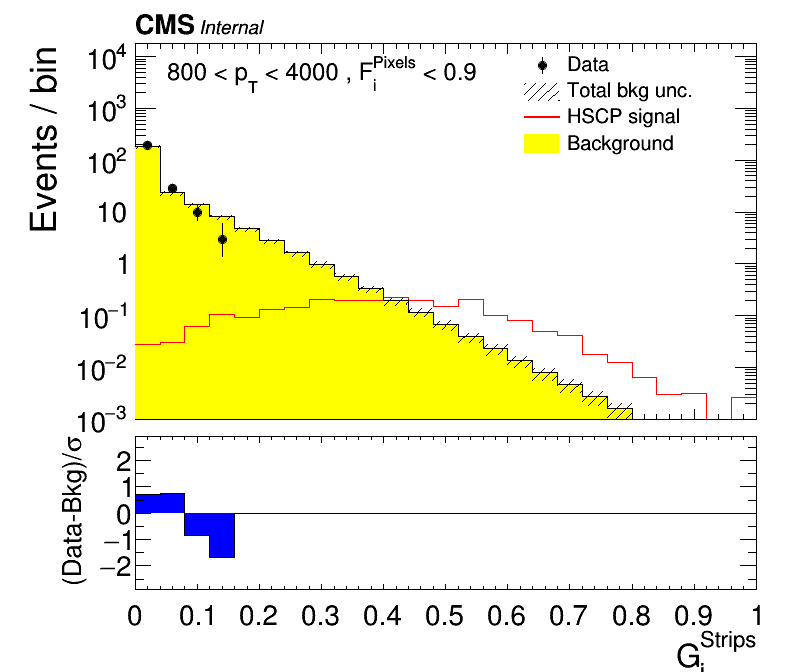 CMS Internal
800 < p_T < 4000 , F_i^Pixels < 0.9
Data
Total bkg unc.
HSCP signal
Background
Events / bin
10^4
10^3
10^2
10
1
10^−1
10^−2
10^−3
(Data-Bkg)/σ
2
1
0
−1
−2
0 0.1 0.2 0.3 0.4 0.5 0.6 0.7 0.8 0.9 1
G_i^Strips